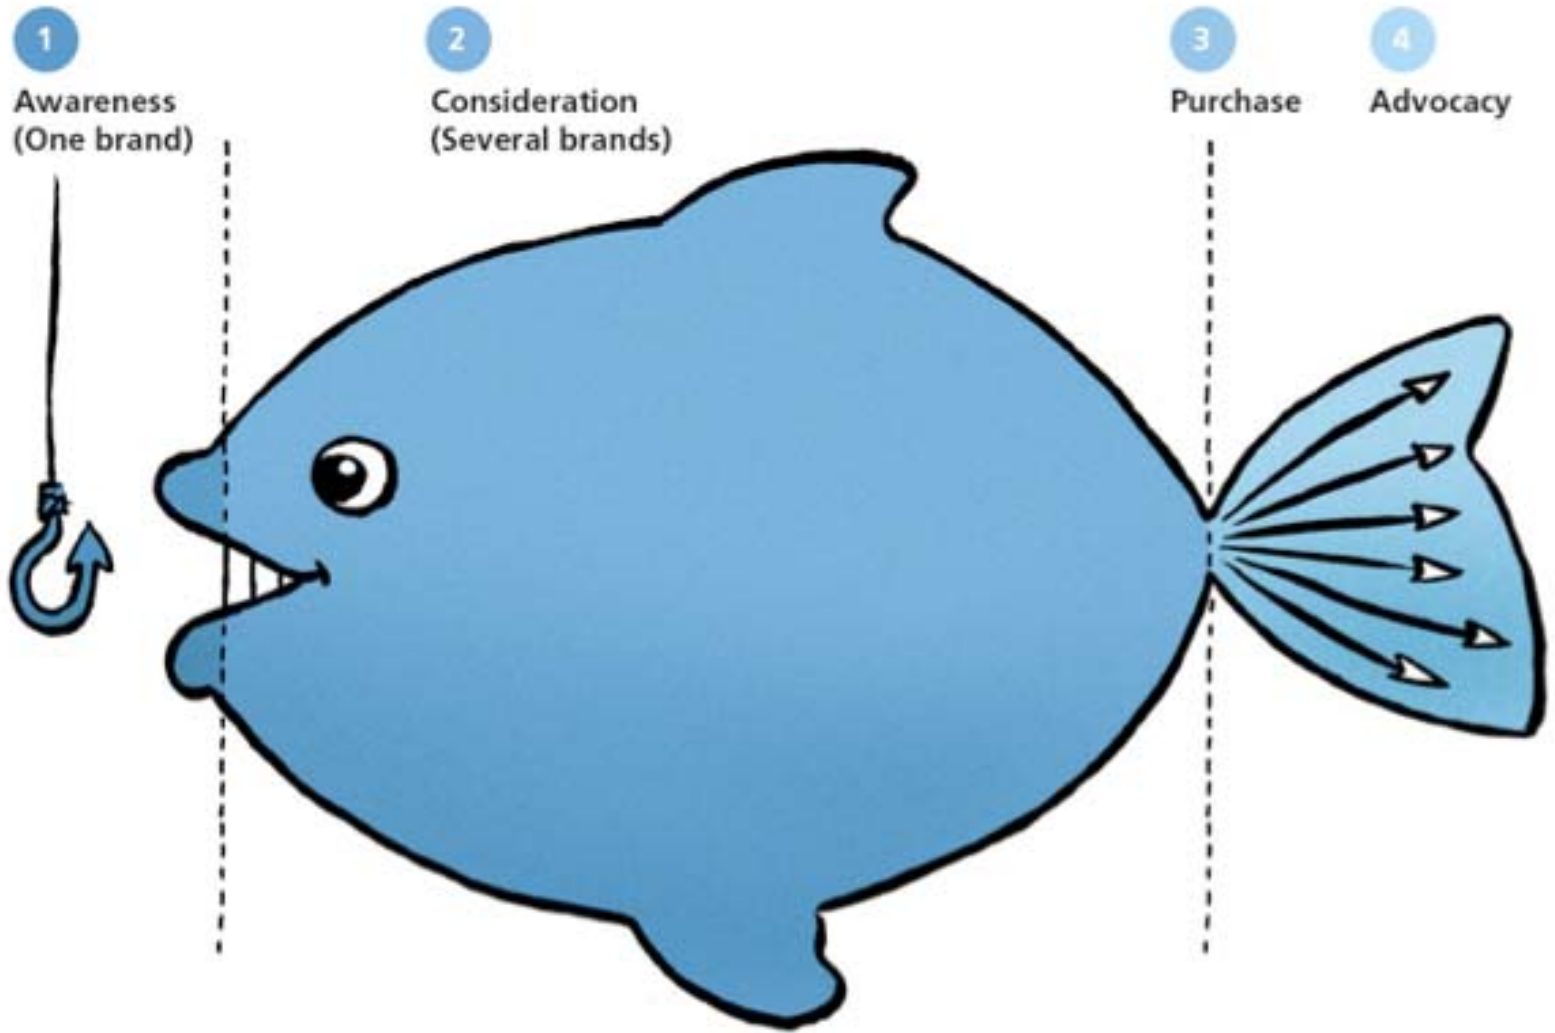 1
Awareness
(One brand)
2
Consideration
(Several brands)
3
Purchase
4
Advocacy